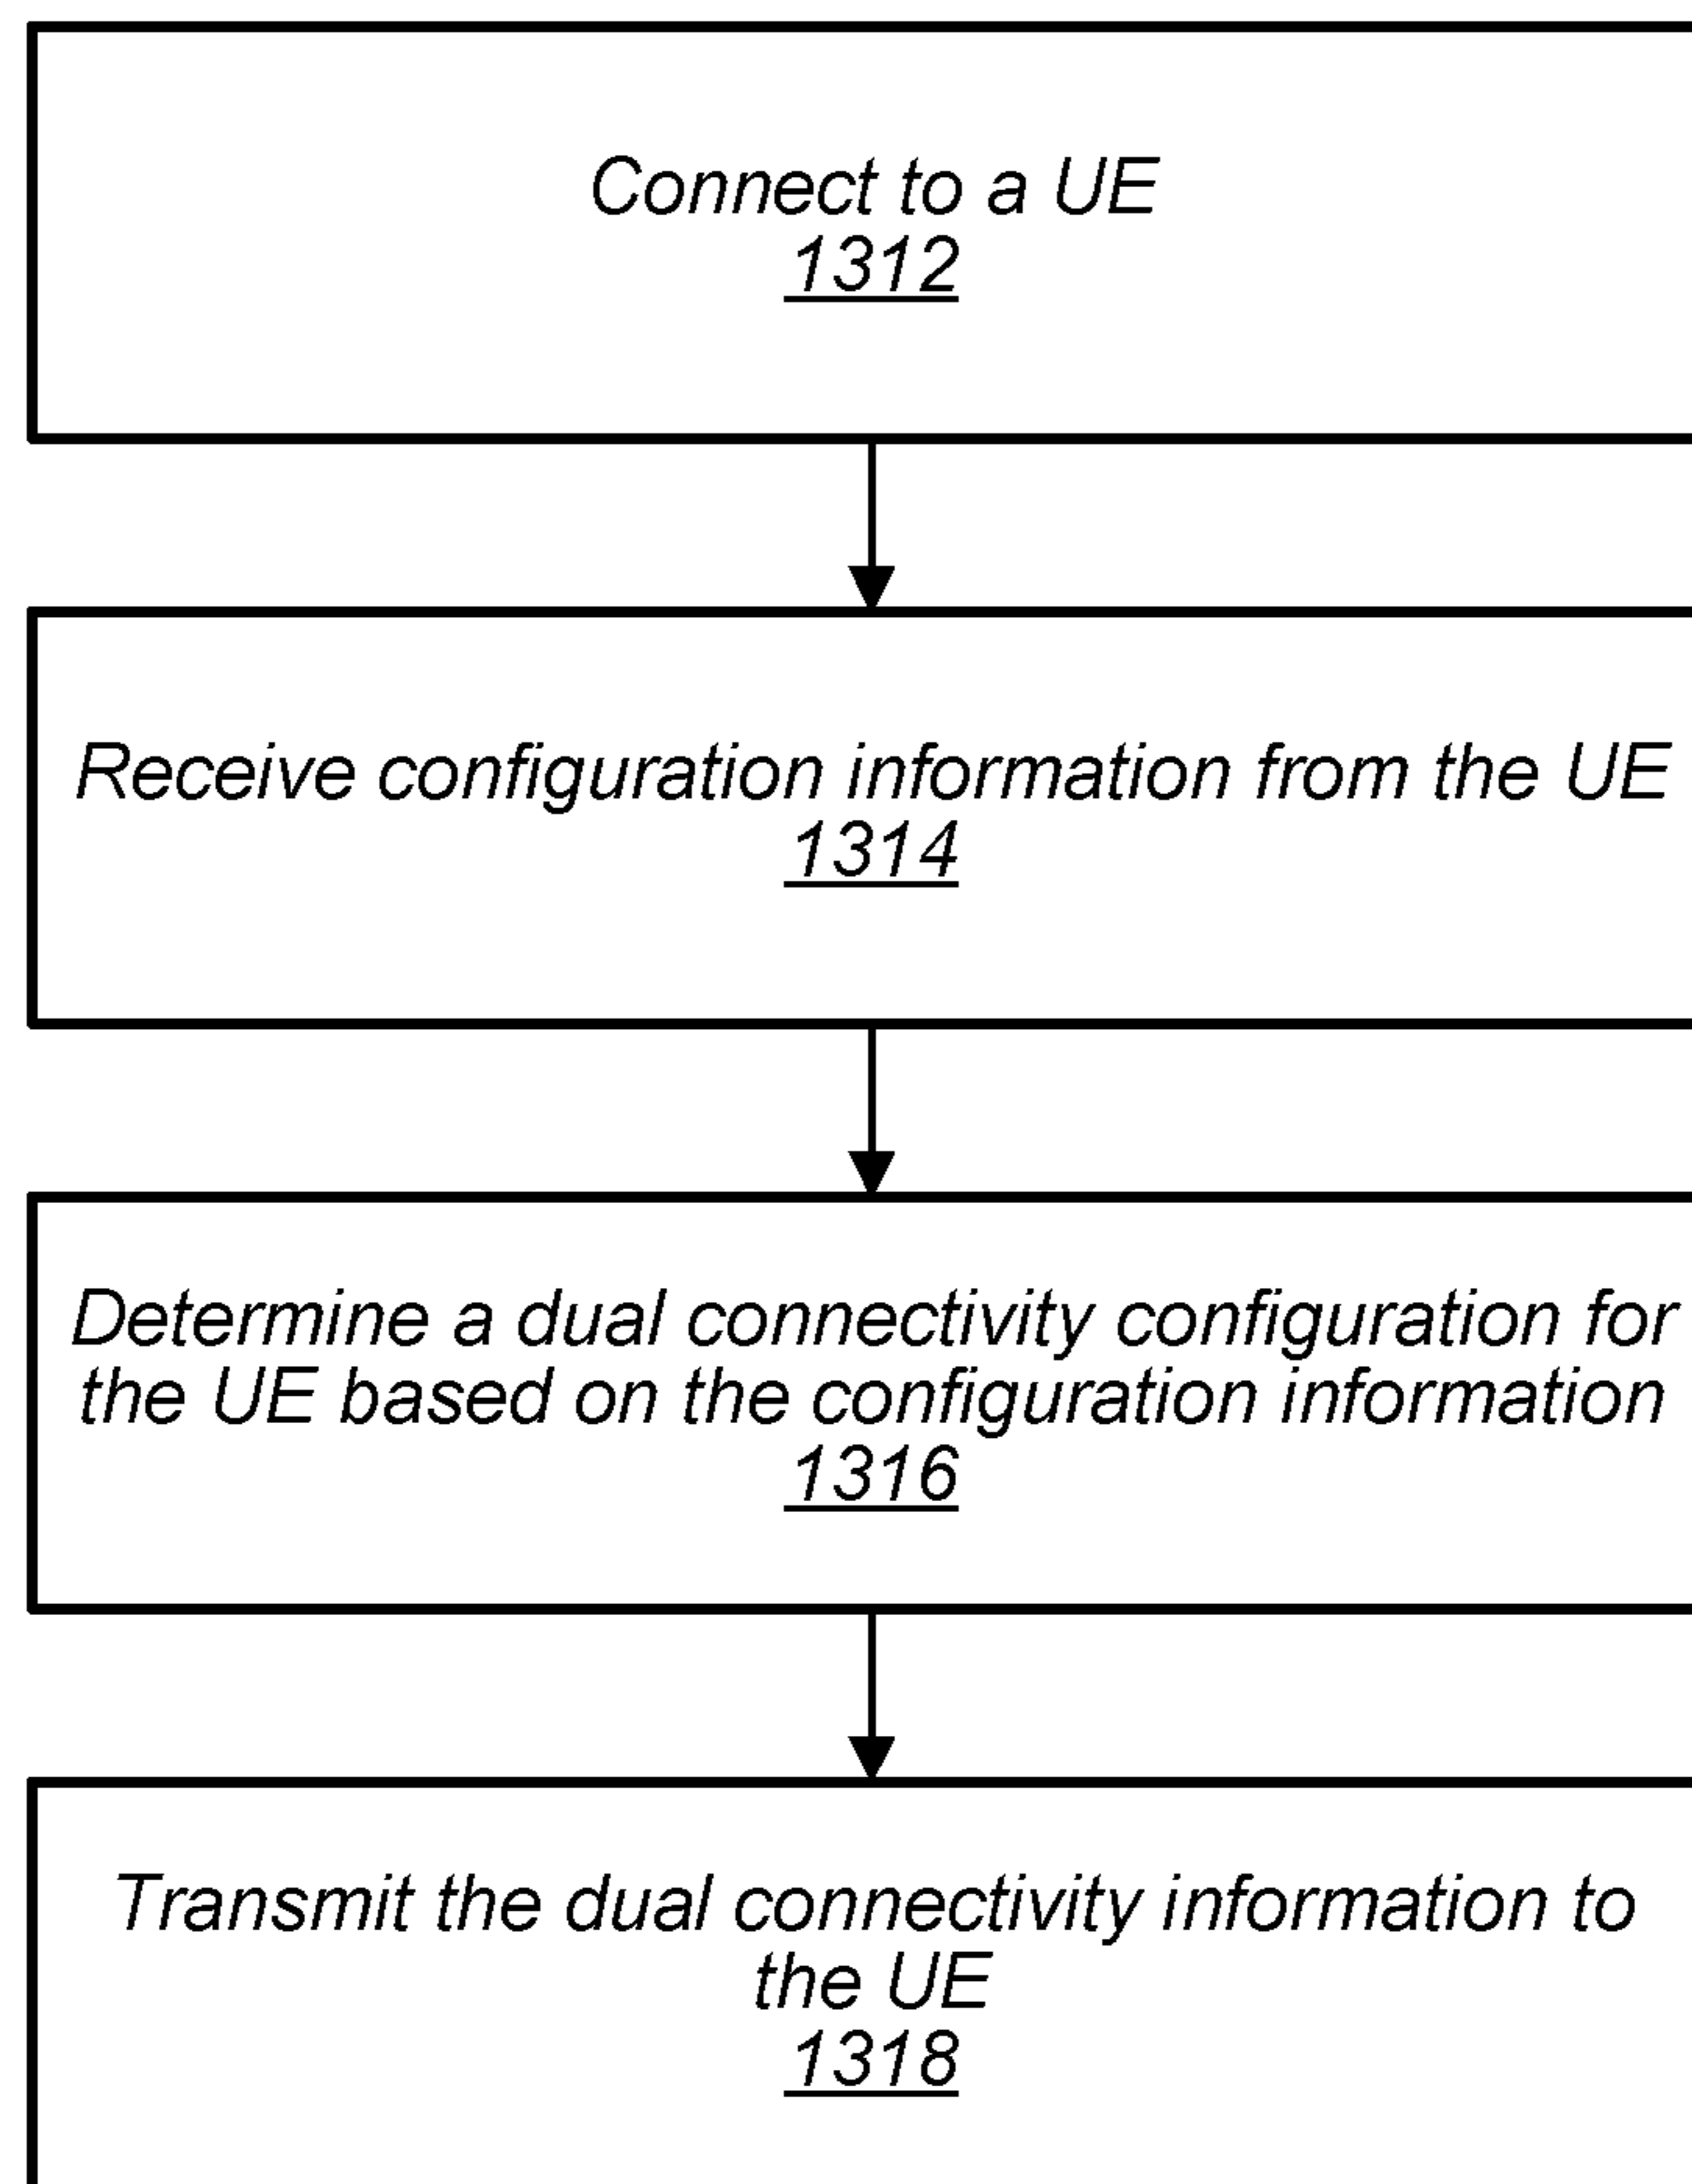 Connect to a UE
1312
Receive configuration information from the UE
1314
Determine a dual connectivity configuration for
the UE based on the configuration information
1316
Transmit the dual connectivity information to
the UE
1318